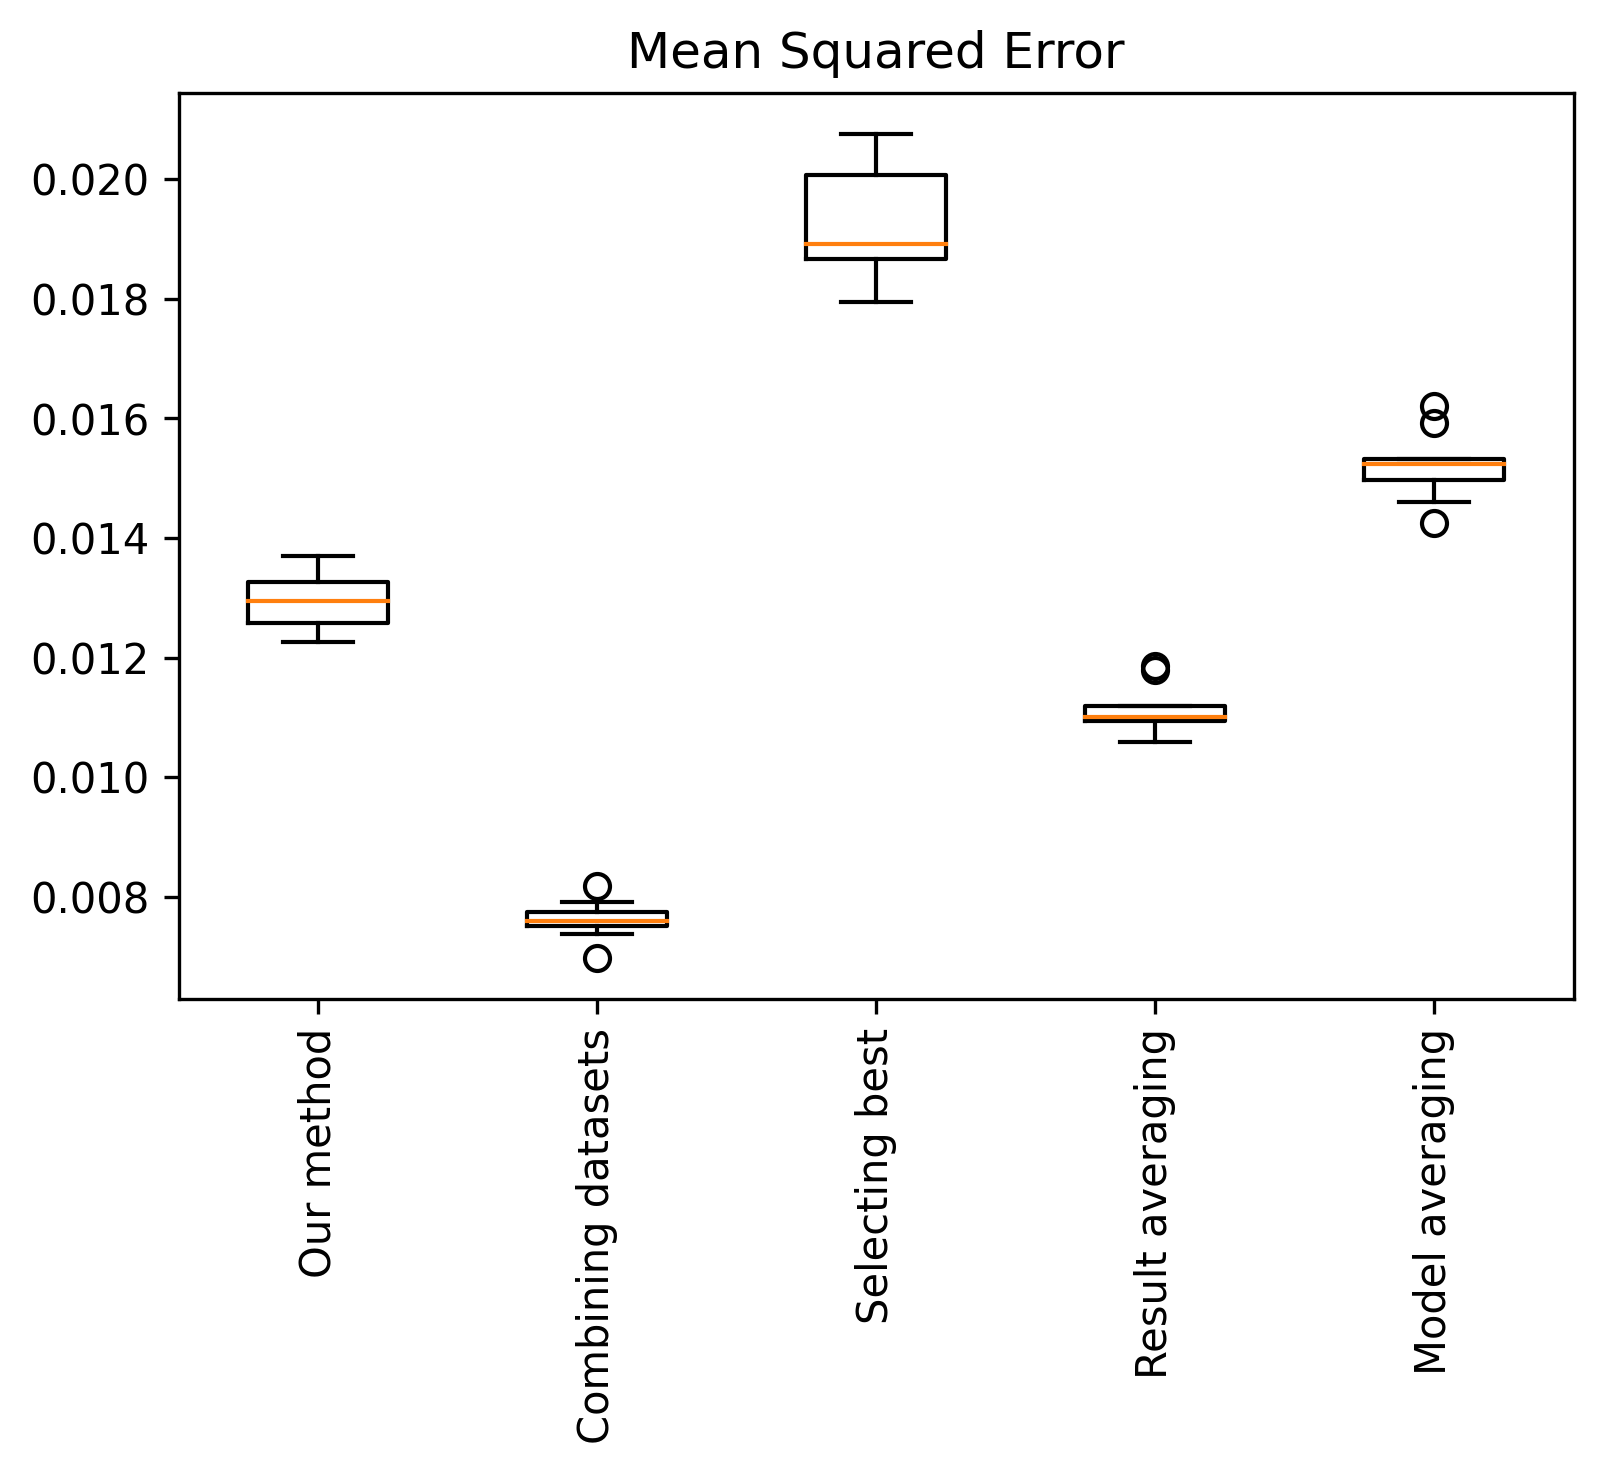 Mean Squared Error
0.020
0.018
0.016
0.014
0.012
0.010
0.008
Our method
Combining datasets
Selecting best
Result averaging
Model averaging